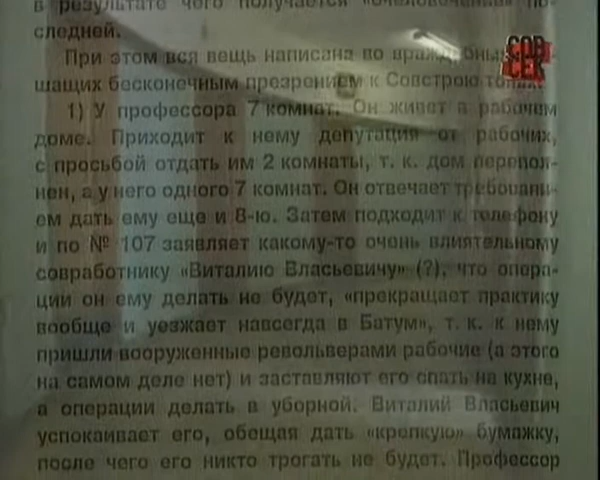 в результате чего получается «очеловечение» по-
следней.
При этом вся вещь написана во враждебных, ды-
шащих бесконечным презрением к Совстрою тонах.
1) У профессора 7 комнат. Он живет в рабочем
доме. Приходит к нему депутация от рабочих,
с просьбой отдать им 2 комнаты, т. к. дом перепол-
нен, а у него одного 7 комнат. Он отвечает требовани-
ем дать ему еще и 8-ю. Затем подходит к телефону
и по № 107 заявляет какому-то очень влиятельному
совработнику «Виталию Власьевичу» (?), что опера-
ции он ему делать не будет, «прекращает практику
вообще и уезжает навсегда в Батум», т. к. к нему
пришли вооруженные револьверами рабочие (а этого
на самом деле нет) и заставляют его спать на кухне,
а операции делать в уборной. Виталий Власьевич
успокаивает его, обещая дать «крепкую» бумажку,
после чего его никто трогать не будет. Профессор
СОВ
СЕК